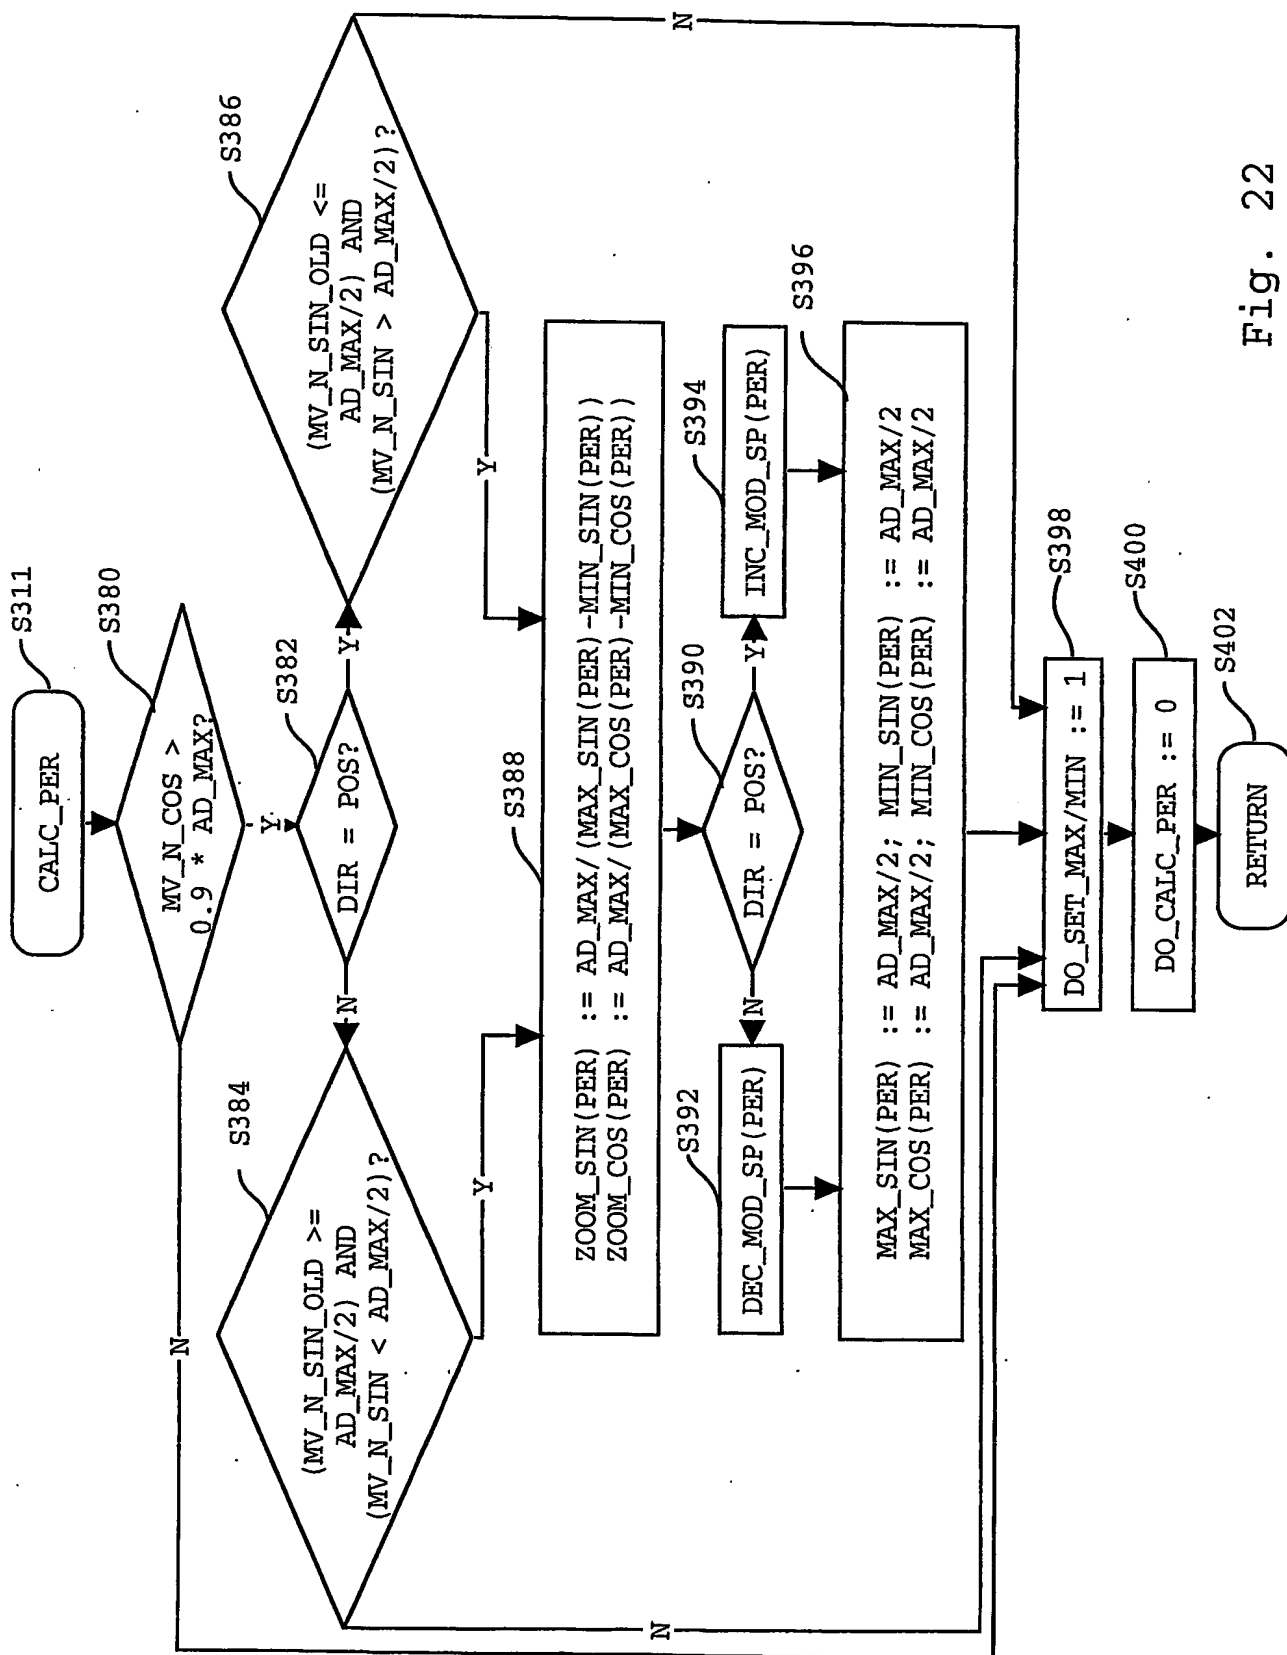 CALC_PER
S311
MV_N_COS >
0.9 * AD_MAX?
S380
N
Y
DIR = POS?
S382
N
Y
(MV_N_SIN_OLD >=
AD_MAX/2) AND
(MV_N_SIN < AD_MAX/2)?
S384
(MV_N_SIN_OLD <=
AD_MAX/2) AND
(MV_N_SIN > AD_MAX/2)?
S386
N
N
Y
Y
ZOOM_SIN(PER) := AD_MAX/(MAX_SIN(PER)-MIN_SIN(PER))
ZOOM_COS(PER) := AD_MAX/(MAX_COS(PER)-MIN_COS(PER))
S388
DIR = POS?
S390
N
Y
DEC_MOD_SP(PER)
S392
INC_MOD_SP(PER)
S394
MAX_SIN(PER) := AD_MAX/2; MIN_SIN(PER) := AD_MAX/2
MAX_COS(PER) := AD_MAX/2; MIN_COS(PER) := AD_MAX/2
S396
DO_SET_MAX/MIN := 1
S398
DO_CALC_PER := 0
S400
RETURN
S402
Fig. 22